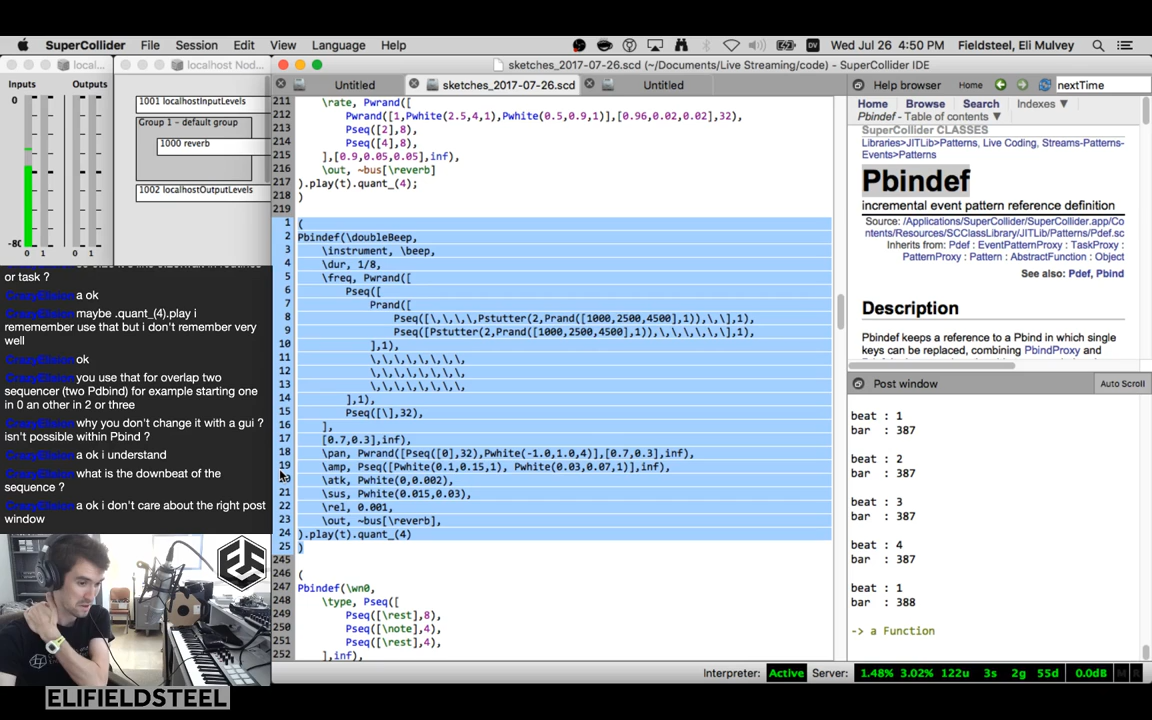 SuperCollider File Session Edit View Language Help
Wed Jul 26 4:50 PM Fieldsteel, Eli Mulvey
local...
localhost Nod...
Inputs Outputs
0
-80
0 1 0 1
1001 localhostInputLevels
Group 1 - default group
1000 reverb
1002 localhostOutputLevels
or task ?
CrazyElision a ok
CrazyElision maybe .quant_(4).play i
rememember use that but i don't remember very
well
CrazyElision ok
CrazyElision you use that for overlap two
sequencer (two Pdbind) for example starting one
in 0 an other in 2 or three
CrazyElision why you don't change it with a gui ?
isn't possible within Pbind ?
CrazyElision a ok i understand
CrazyElision what is the downbeat of the
sequence ?
CrazyElision a ok i don't care about the right post
window
ELIFIELDSTEEL
sketches_2017-07-26.scd (~/Documents/Live Streaming/code) - SuperCollider IDE
Untitled sketches_2017-07-26.scd Untitled
211 \rate, Pwrand([
212 Pwrand([1,Pwhite(2.5,4,1),Pwhite(0.5,0.9,1)],[0.96,0.02,0.02],32),
213 Pseq([2],8),
214 Pseq([4],8),
215 ],[0.9,0.05,0.05],inf),
216 \out, ~bus[\reverb]
217 ).play(t).quant_(4);
218 )
219
1 (
2 Pbindef(\doubleBeep,
3 \instrument, \beep,
4 \dur, 1/8,
5 \freq, Pwrand([
6 Pseq([
7 Prand([
8 Pseq([\,\,\,\,Pstutter(2,Prand([1000,2500,4500],1)),\,\],1),
9 Pseq([Pstutter(2,Prand([1000,2500,4500],1)),\,\,\,\,\,\],1),
10 ],1),
11 \,\,\,\,\,\,\,\,
12 \,\,\,\,\,\,\,\,
13 \,\,\,\,\,\,\,\,
14 ],1),
15 Pseq([\],32),
16 ],
17 [0.7,0.3],inf),
18 \pan, Pwrand([Pseq([0],32),Pwhite(-1.0,1.0,4)],[0.7,0.3],inf),
19 \amp, Pseq([Pwhite(0.1,0.15,1), Pwhite(0.03,0.07,1)],inf),
20 \atk, Pwhite(0,0.002),
21 \sus, Pwhite(0.015,0.03),
22 \rel, 0.001,
23 \out, ~bus[\reverb],
24 ).play(t).quant_(4)
25 )
245
246 (
247 Pbindef(\wn0,
248 \type, Pseq([
249 Pseq([\rest],8),
250 Pseq([\note],4),
251 Pseq([\rest],4),
252 ],inf),
Help browser Home nextTime
Home Browse Search Indexes ▼
Pbindef - Table of contents ▼
SuperCollider CLASSES
Libraries>JITLib>Patterns, Live Coding, Streams-Patterns-
Events>Patterns
Pbindef
incremental event pattern reference definition
Source: /Applications/SuperCollider/SuperCollider.app/Co
ntents/Resources/SCClassLibrary/JITLib/Patterns/Pdef.sc
Inherits from: Pdef : EventPatternProxy : TaskProxy :
PatternProxy : Pattern : AbstractFunction : Object
See also: Pdef, Pbind
Description
Pbindef keeps a reference to a Pbind in which single
keys can be replaced, combining PbindProxy and
Post window Auto Scroll
beat : 1
bar : 387
beat : 2
bar : 387
beat : 3
bar : 387
beat : 4
bar : 387
beat : 1
bar : 388
-> a Function
Interpreter: Active Server: 1.48% 3.02% 122u 3s 2g 55d 0.0dB M R